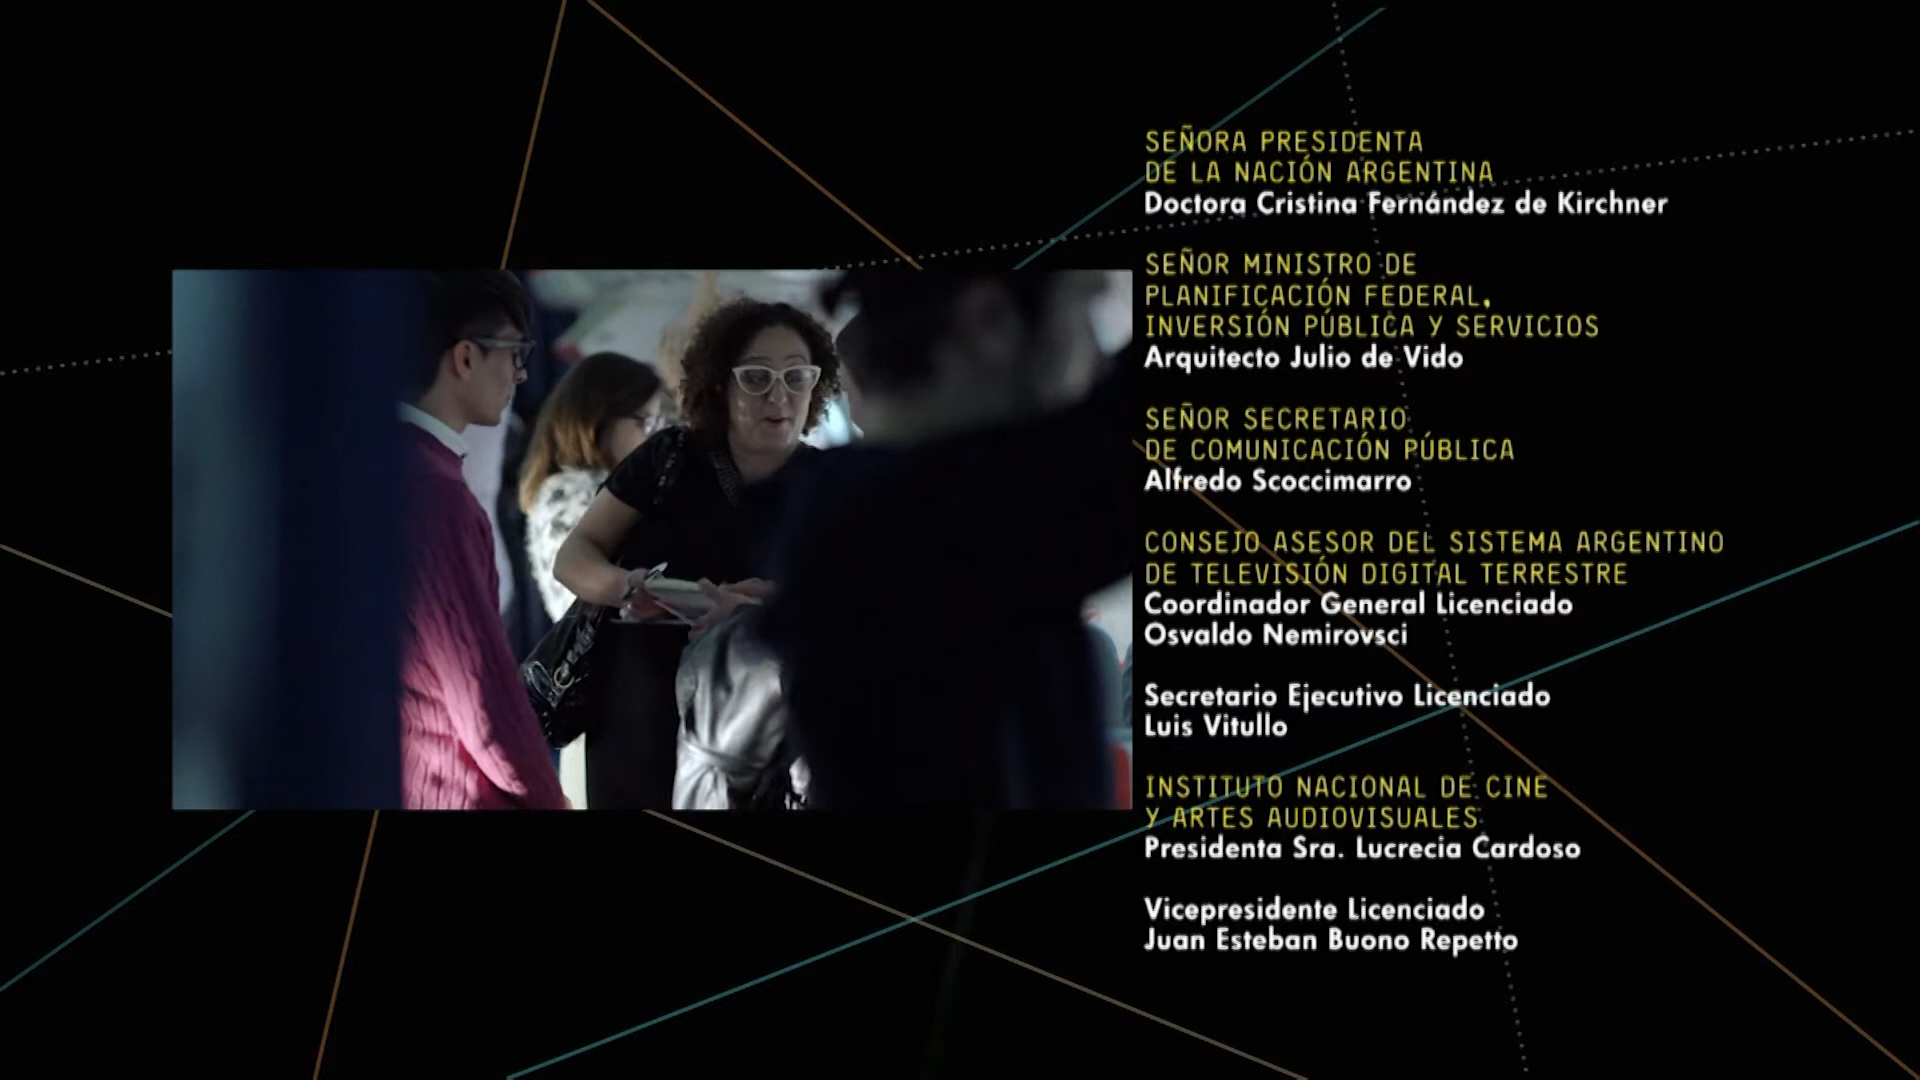 SEÑORA PRESIDENTA
DE LA NACIÓN ARGENTINA
Doctora Cristina Fernández de Kirchner
SEÑOR MINISTRO DE
PLANIFICACIÓN FEDERAL,
INVERSIÓN PÚBLICA Y SERVICIOS
Arquitecto Julio de Vido
SEÑOR SECRETARIO
DE COMUNICACIÓN PÚBLICA
Alfredo Scoccimarro
CONSEJO ASESOR DEL SISTEMA ARGENTINO
DE TELEVISIÓN DIGITAL TERRESTRE
Coordinador General Licenciado
Osvaldo Nemirovsci
Secretario Ejecutivo Licenciado
Luis Vitullo
INSTITUTO NACIONAL DE CINE
Y ARTES AUDIOVISUALES
Presidenta Sra. Lucrecia Cardoso
Vicepresidente Licenciado
Juan Esteban Buono Repetto